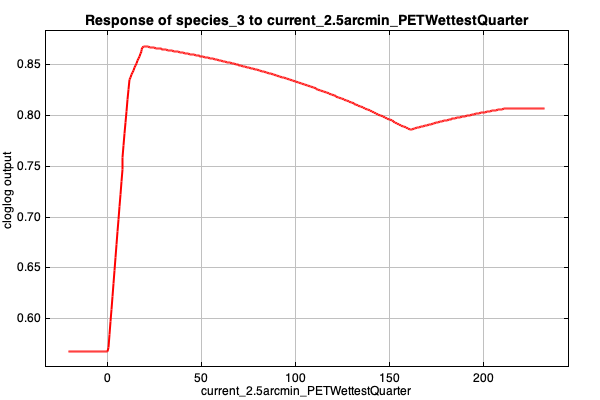 Response of species_3 to current_2.5arcmin_PETWettestQuarter
cloglog output
0.85
0.80
0.75
0.70
0.65
0.60
0 50 100 150 200
current_2.5arcmin_PETWettestQuarter